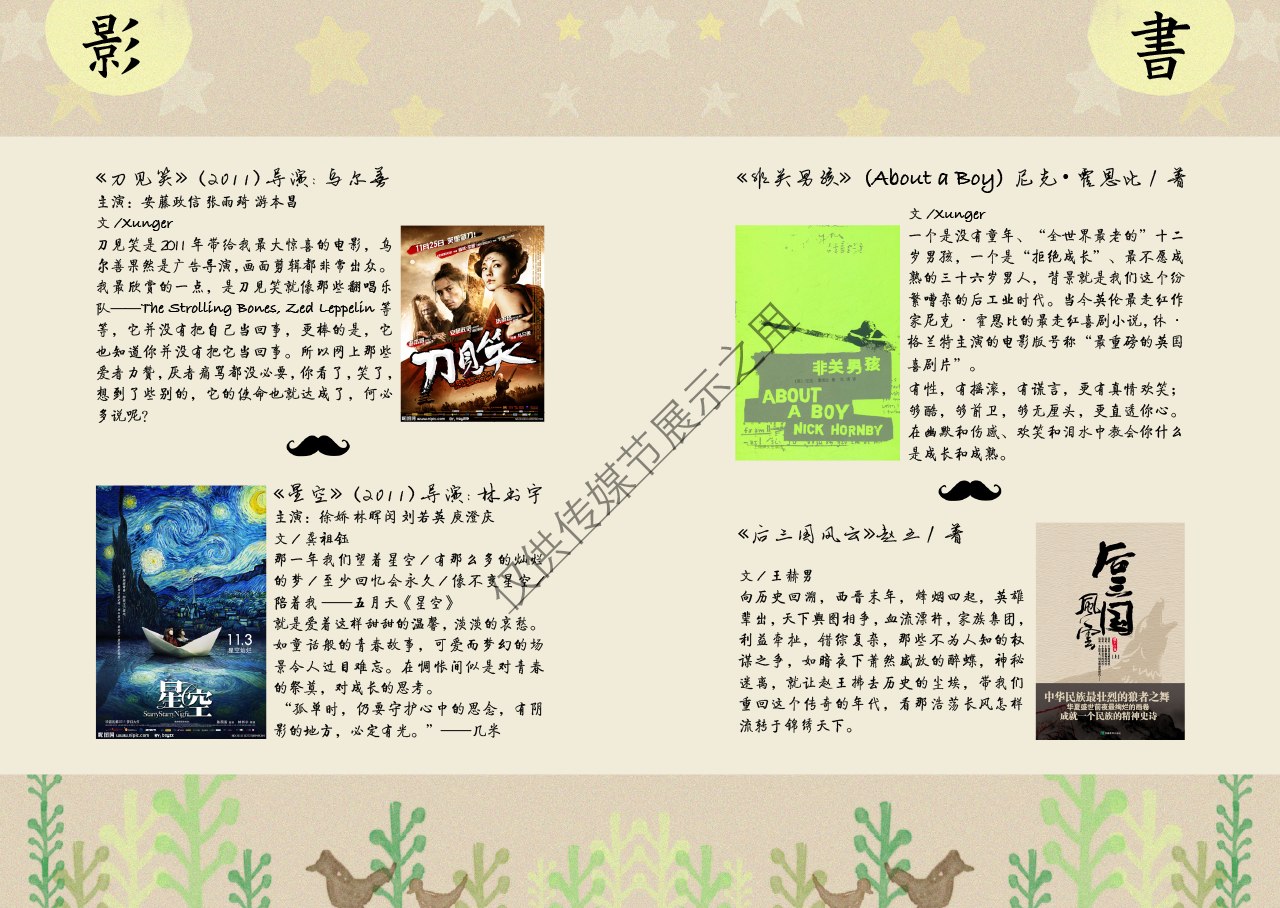 影
《刀见笑》(2011)导演: 乌尔善
主演：安藤政信 张雨琦 游本昌
文 /Xunger
刀见笑是 2011 年带给我最大惊喜的电影，乌
尔善果然是广告导演,画面剪辑都非常出众。
我最欣赏的一点，是刀见笑就像那些翻唱乐
队——The Strolling Bones, Zed Leppelin 等
等，它并没有把自己当回事，更棒的是，它
也知道你并没有把它当回事。所以网上那些
爱者力赞,厌者痛骂都没必要,你看了，笑了，
想到了些别的，它的使命也就达成了，何必
多说呢？
11月25日
刀见笑
《星空》(2011)导演: 林书宇
主演：徐娇 林晖闵 刘若英 庾澄庆
文 / 龚祖钰
那一年我们望着星空 / 有那么多的灿烂
的梦 / 至少回忆会永久 / 像不变星空 /
陪着我 ——五月天《星空》
就是爱着这样甜甜的温馨，淡淡的哀愁。
如童话般的青春故事，可爱而梦幻的场
景令人过目难忘。在惆怅间似是对青春
的祭奠，对成长的思考。
“孤单时，仍要守护心中的思念，有阴
影的地方，必定有光。”——几米
11.3
星空灿烂
星空
StarryStarryNight
書
《非关男孩》(About a Boy) 尼克·霍恩比 / 著
文 /Xunger
一个是没有童年、“全世界最老的”十二
岁男孩，一个是“拒绝成长”、最不愿成
熟的三十六岁男人，背景就是我们这个纷
繁嘈杂的后工业时代。当今英伦最走红作
家尼克 · 霍恩比的最走红喜剧小说,休 ·
格兰特主演的电影版号称“最重磅的英国
喜剧片”。
有性，有摇滚，有谎言，更有真情欢笑；
够酷，够前卫，够无厘头，更直透你心。
在幽默和伤感、欢笑和泪水中教会你什么
是成长和成熟。
非关男孩
ABOUT
A BOY
NICK HORNBY
《后三国风云》赵立 / 著
文 / 王赫男
向历史回溯，西晋末年，烽烟四起，英雄
辈出，天下舆图相争，血流漂杵，家族集团，
利益牵扯，错综复杂，那些不为人知的权
谋之争，如暗夜下萧然盛放的醉蝶，神秘
迷离，就让赵王拂去历史的尘埃，带我们
重回这个传奇的年代，看那浩荡长风怎样
流转于锦绣天下。
后三国
風雲
中华民族最壮烈的狼者之舞
华夏盛世前夜最绚烂的画卷
成就一个民族的精神史诗
仅供传媒节展示之用